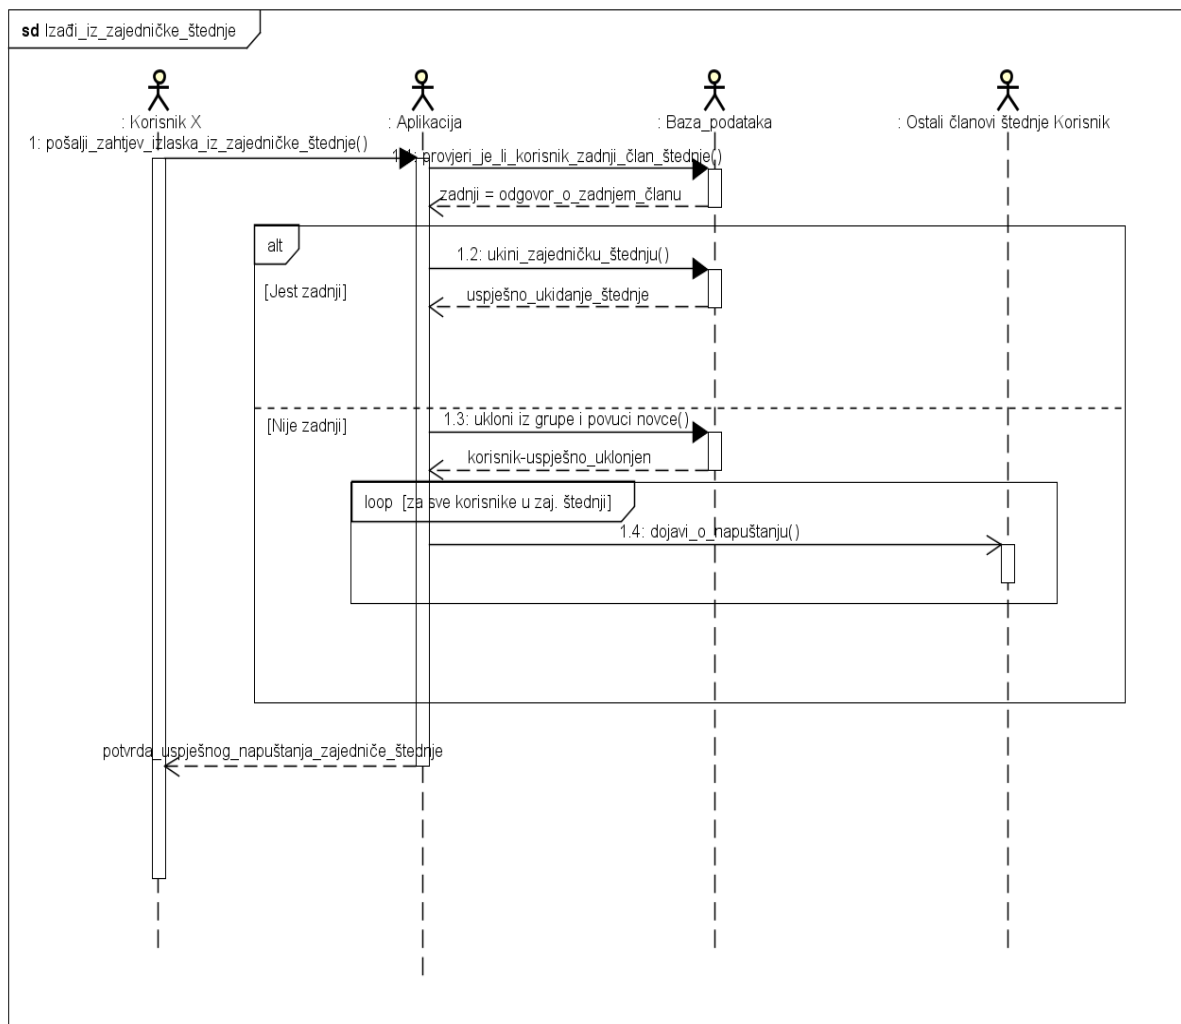 sd Izađi_iz_zajedničke_štednje
: Korisnik X
: Aplikacija
: Baza_podataka
: Ostali članovi štednje Korisnik
1: pošalji_zahtjev_izlaska_iz_zajedničke_štednje()
1.1: provjeri_je_li_korisnik_zadnji_član_štednje()
zadnji = odgovor_o_zadnjem_članu
alt
1.2: ukini_zajedničku_štednju()
[Jest zadnji]
uspješno_ukidanje_štednje
[Nije zadnji]
1.3: ukloni iz grupe i povuci novce()
korisnik-uspješno_uklonjen
loop [za sve korisnike u zaj. štednji]
1.4: dojavi_o_napuštanju()
potvrda_uspješnog_napuštanja_zajedniče_štednje